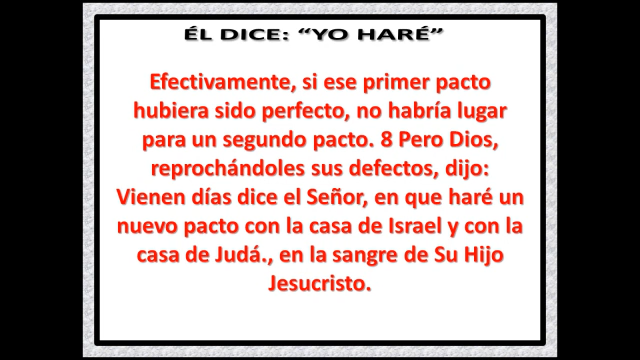 ÉL DICE: “YO HARÉ”
Efectivamente, si ese primer pacto
hubiera sido perfecto, no habría lugar
para un segundo pacto. 8 Pero Dios,
reprochándoles sus defectos, dijo:
Vienen días dice el Señor, en que haré un
nuevo pacto con la casa de Israel y con la
casa de Judá., en la sangre de Su Hijo
Jesucristo.